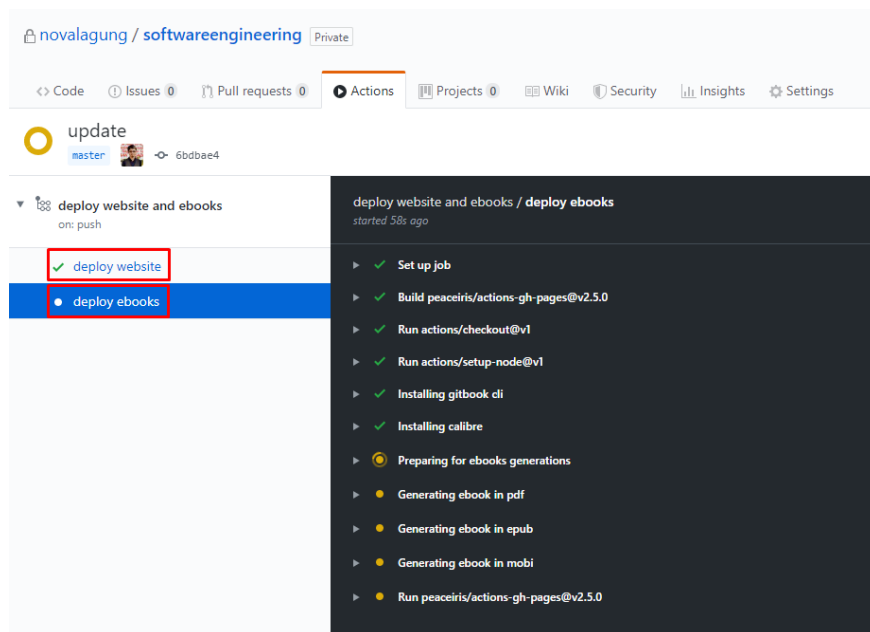 novalagung / softwareengineering Private
Code Issues 0 Pull requests 0 Actions Projects 0 Wiki Security Insights Settings
update
master 6bdbae4
deploy website and ebooks
on: push
deploy website
deploy ebooks
deploy website and ebooks / deploy ebooks
started 58s ago
Set up job
Build peaceiris/actions-gh-pages@v2.5.0
Run actions/checkout@v1
Run actions/setup-node@v1
Installing gitbook cli
Installing calibre
Preparing for ebooks generations
Generating ebook in pdf
Generating ebook in epub
Generating ebook in mobi
Run peaceiris/actions-gh-pages@v2.5.0